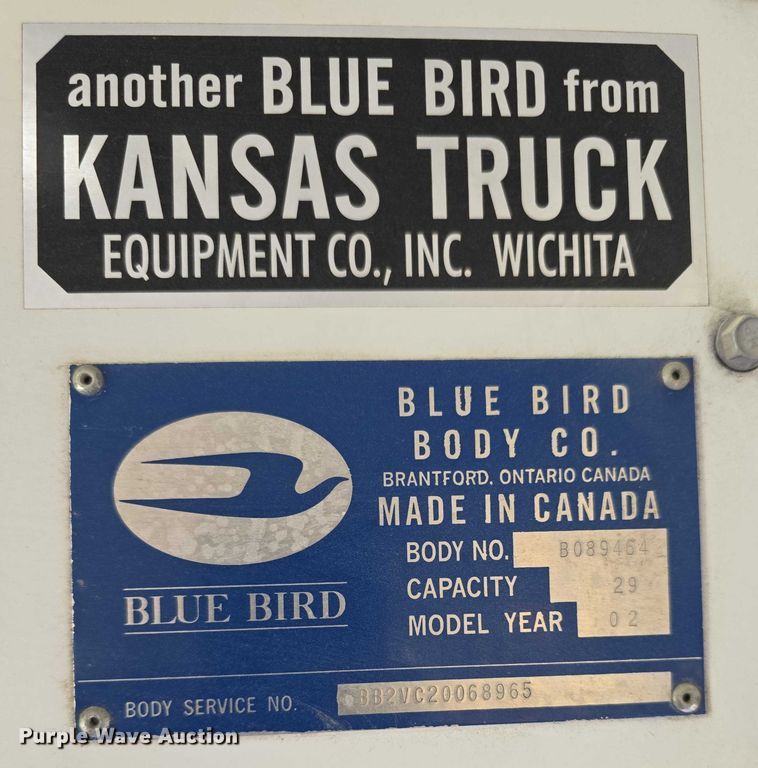 another BLUE BIRD from
KANSAS TRUCK
EQUIPMENT CO., INC. WICHITA
BLUE BIRD
BODY CO.
BRANTFORD, ONTARIO CANADA
MADE IN CANADA
BODY NO. B089464
CAPACITY 29
MODEL YEAR 02
BLUE BIRD
BODY SERVICE NO. BB2VC20068965
Purple Wave Auction